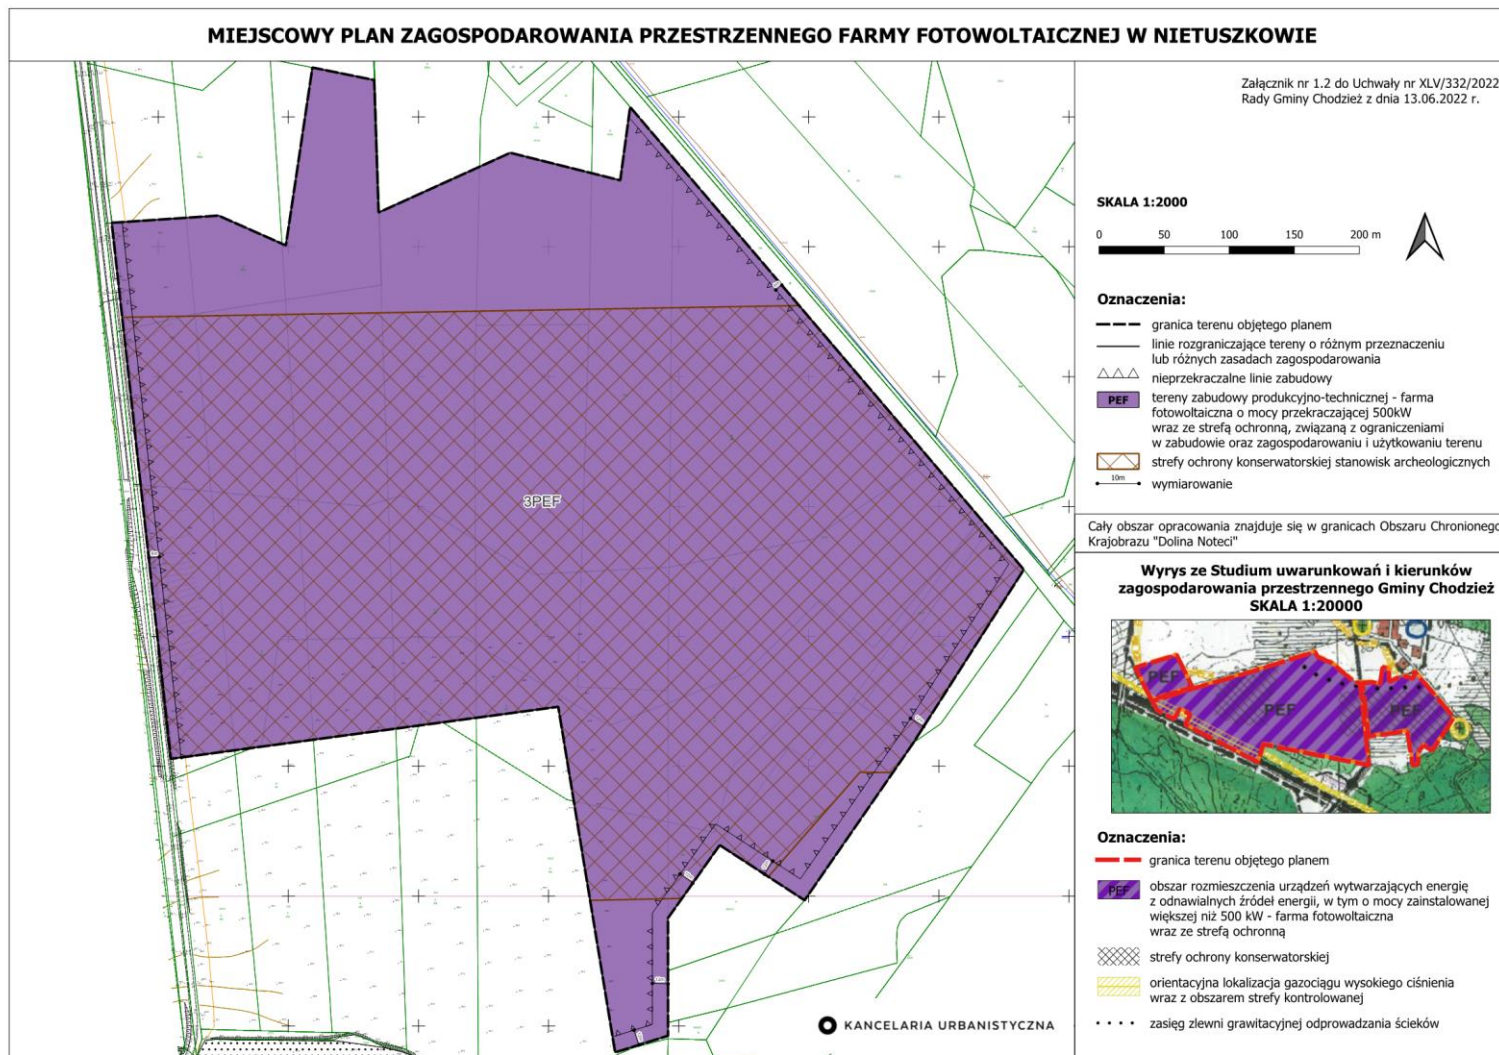 MIEJSCOWY PLAN ZAGOSPODAROWANIA PRZESTRZENNEGO FARMY FOTOWOLTAICZNEJ W NIETUSZKOWIE
Załącznik nr 1.2 do Uchwały nr XLV/332/2022
Rady Gminy Chodzież z dnia 13.06.2022 r.
SKALA 1:2000
0 50 100 150 200 m
Oznaczenia:
granica terenu objętego planem
linie rozgraniczające tereny o różnym przeznaczeniu
lub różnych zasadach zagospodarowania
nieprzekraczalne linie zabudowy
PEF tereny zabudowy produkcyjno-technicznej - farma
fotowoltaiczna o mocy przekraczającej 500kW
wraz ze strefą ochronną, związaną z ograniczeniami
w zabudowie oraz zagospodarowaniu i użytkowaniu terenu
strefy ochrony konserwatorskiej stanowisk archeologicznych
10m wymiarowanie
3PEF
Cały obszar opracowania znajduje się w granicach Obszaru Chronionego
Krajobrazu "Dolina Noteci"
Wyrys ze Studium uwarunkowań i kierunków
zagospodarowania przestrzennego Gminy Chodzież
SKALA 1:20000
PEF
PEF
PEF
Oznaczenia:
granica terenu objętego planem
PEF obszar rozmieszczenia urządzeń wytwarzających energię
z odnawialnych źródeł energii, w tym o mocy zainstalowanej
większej niż 500 kW - farma fotowoltaiczna
wraz ze strefą ochronną
strefy ochrony konserwatorskiej
orientacyjna lokalizacja gazociągu wysokiego ciśnienia
wraz z obszarem strefy kontrolowanej
zasięg zlewni grawitacyjnej odprowadzania ścieków
KANCELARIA URBANISTYCZNA